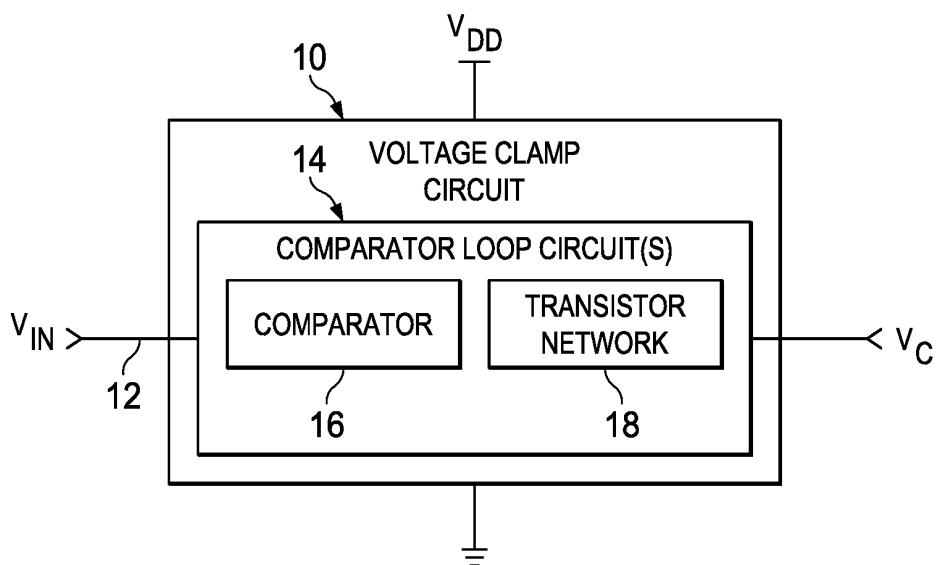 V_DD
10
VOLTAGE CLAMP
CIRCUIT
14
COMPARATOR LOOP CIRCUIT(S)
COMPARATOR
TRANSISTOR
NETWORK
V_IN
V_C
12
16
18